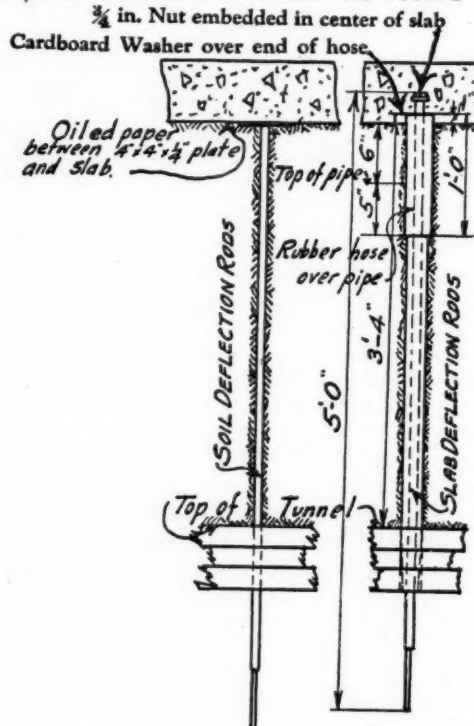 ¾ in. Nut embedded in center of slab
Cardboard Washer over end of hose
Oiled paper
between 4"x4"x¼" plate
and slab.
6"
1"
1'-0"
Top of pipe
5"
Rubber hose
over pipe
3'-4"
5'-0"
SOIL DEFLECTION RODS
SLAB DEFLECTION RODS
Top of Tunnel